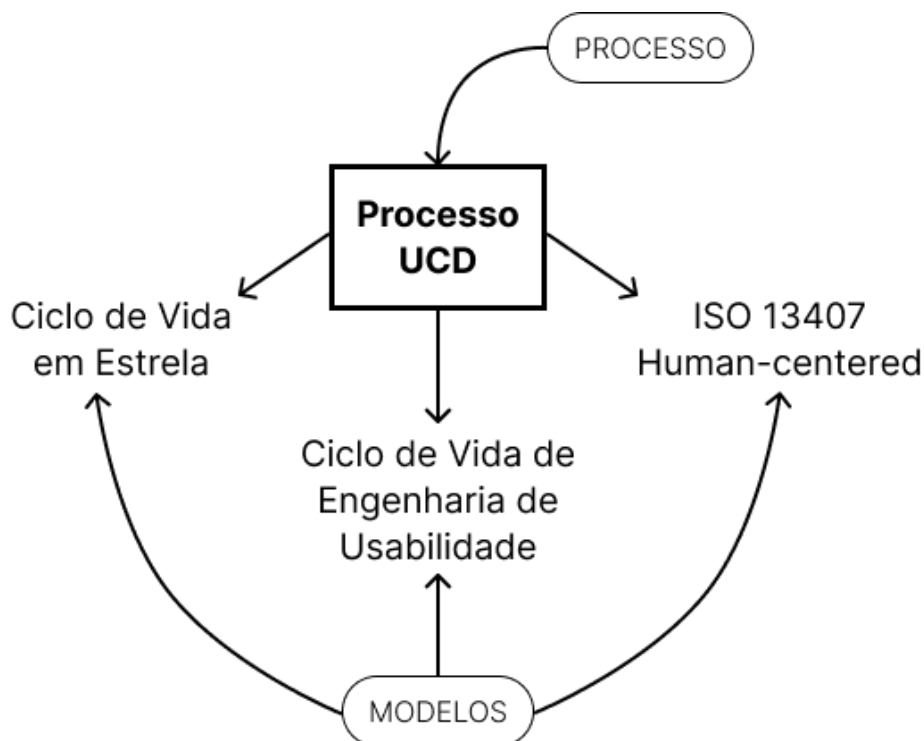 PROCESSO
Processo
UCD
Ciclo de Vida
em Estrela
ISO 13407
Human-centered
Ciclo de Vida de
Engenharia de
Usabilidade
MODELOS